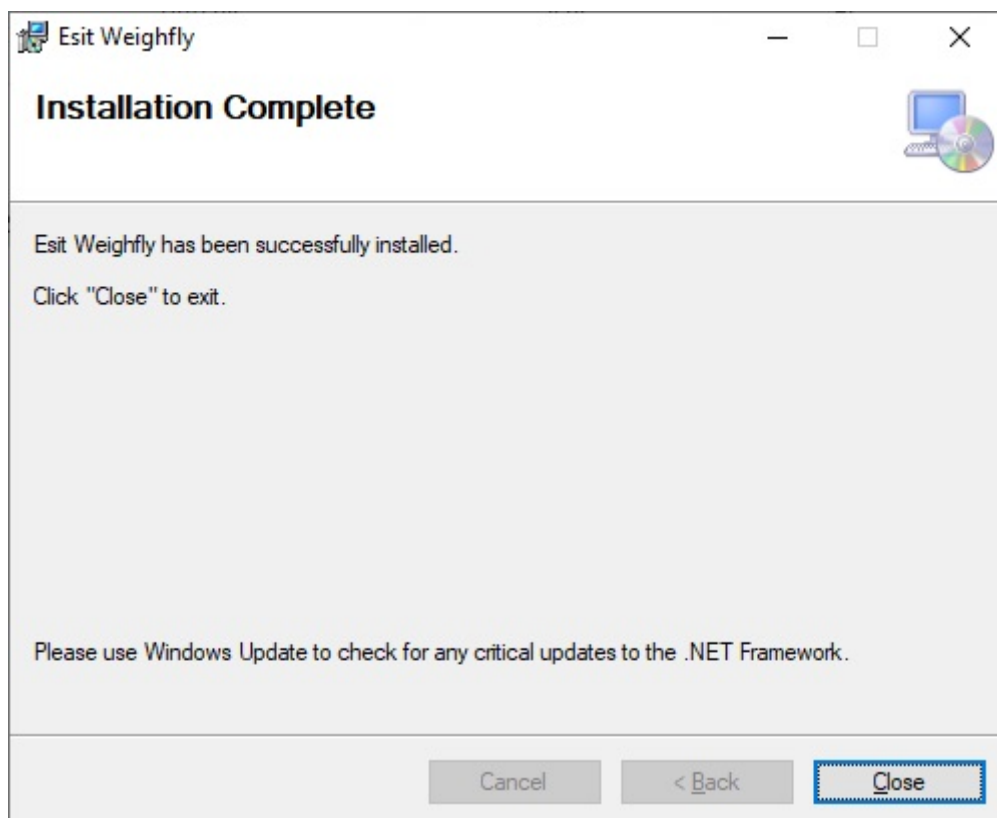 Esit Weighfly
Installation Complete
Esit Weighfly has been successfully installed.
Click "Close" to exit.
Please use Windows Update to check for any critical updates to the .NET Framework.
Cancel
< Back
Close